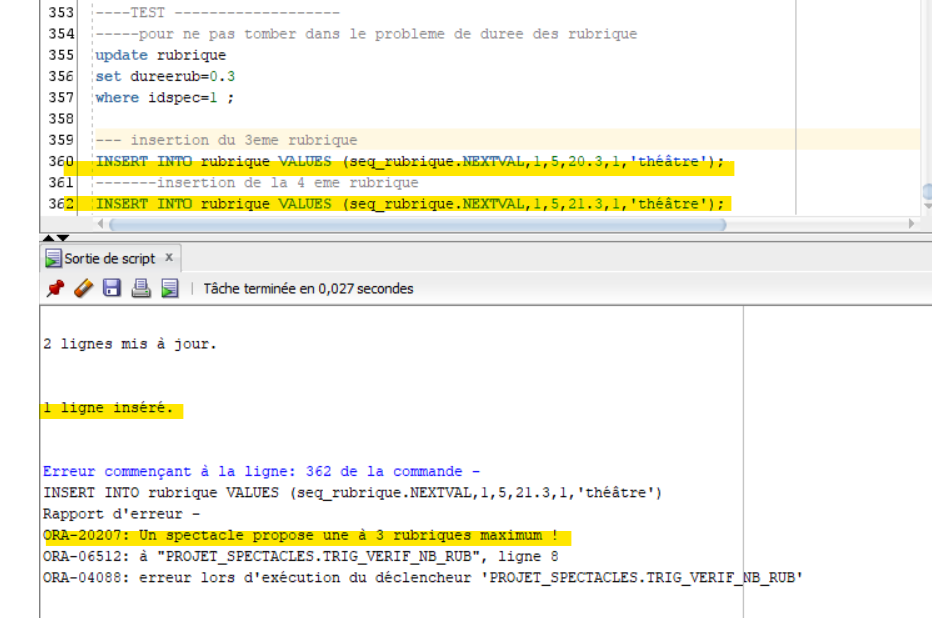 353 ----TEST -------------------
354 -----pour ne pas tomber dans le probleme de duree des rubrique
355 update rubrique
356 set dureerub=0.3
357 where idspec=1 ;
358
359 --- insertion du 3eme rubrique
360 INSERT INTO rubrique VALUES (seq_rubrique.NEXTVAL,1,5,20.3,1,'théâtre');
361 -------insertion de la 4 eme rubrique
362 INSERT INTO rubrique VALUES (seq_rubrique.NEXTVAL,1,5,21.3,1,'théâtre');
Sortie de script x
Tâche terminée en 0,027 secondes
2 lignes mis à jour.
1 ligne inséré.
Erreur commençant à la ligne: 362 de la commande -
INSERT INTO rubrique VALUES (seq_rubrique.NEXTVAL,1,5,21.3,1,'théâtre')
Rapport d'erreur -
ORA-20207: Un spectacle propose une à 3 rubriques maximum !
ORA-06512: à "PROJET_SPECTACLES.TRIG_VERIF_NB_RUB", ligne 8
ORA-04088: erreur lors d'exécution du déclencheur 'PROJET_SPECTACLES.TRIG_VERIF_NB_RUB'